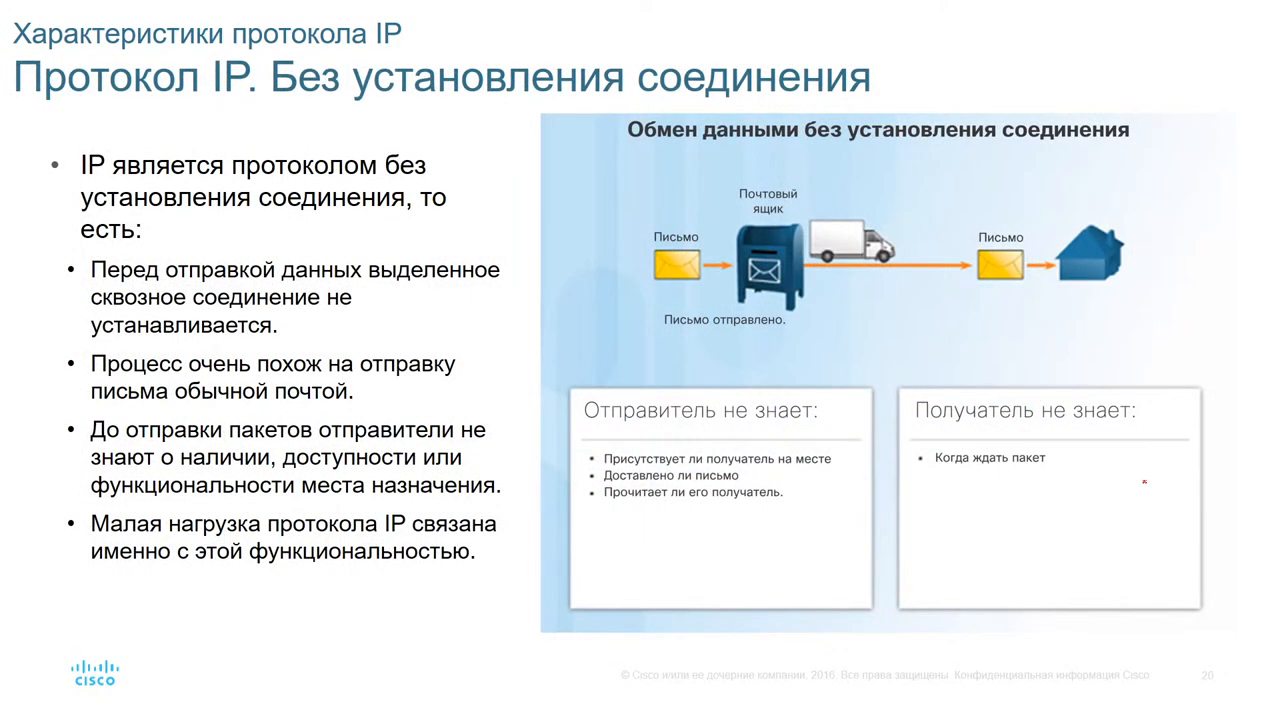 Характеристики протокола IP
Протокол IP. Без установления соединения
• IP является протоколом без
установления соединения, то
есть:
• Перед отправкой данных выделенное
сквозное соединение не
устанавливается.
• Процесс очень похож на отправку
письма обычной почтой.
• До отправки пакетов отправители не
знают о наличии, доступности или
функциональности места назначения.
• Малая нагрузка протокола IP связана
именно с этой функциональностью.
Обмен данными без установления соединения
Почтовый
ящик
Письмо
Письмо
Письмо отправлено.
Отправитель не знает:
• Присутствует ли получатель на месте
• Доставлено ли письмо
• Прочитает ли его получатель.
Получатель не знает:
• Когда ждать пакет
CISCO
© Cisco и/или ее дочерние компании, 2016. Все права защищены. Конфиденциальная информация Cisco
20